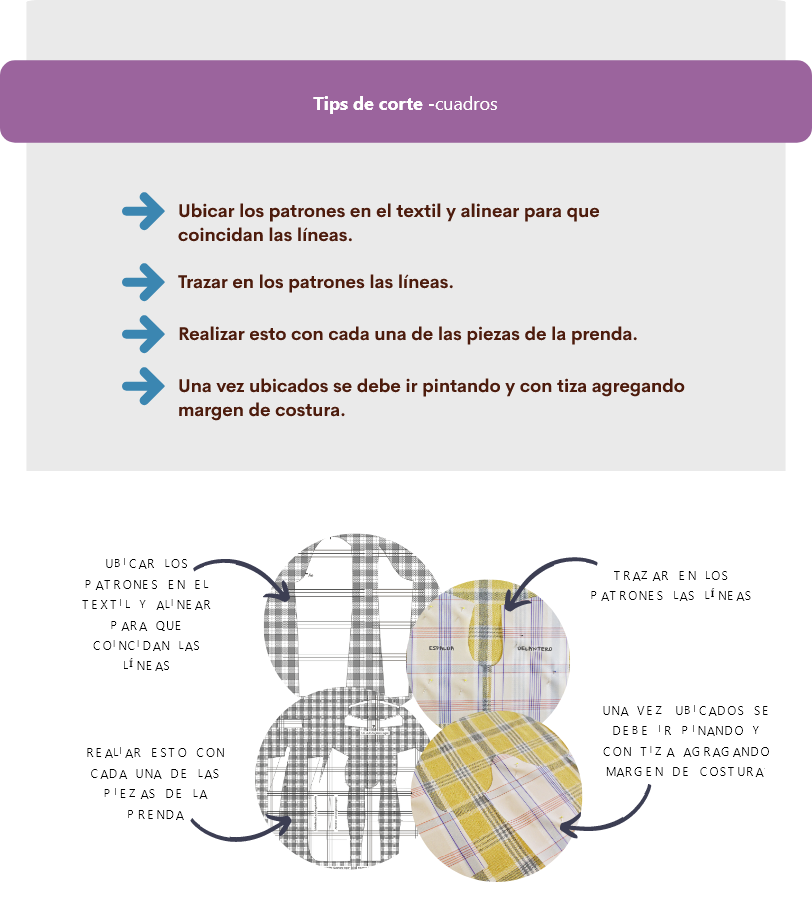 Tips de corte -cuadros
Ubicar los patrones en el textil y alinear para que
coincidan las líneas.
Trazar en los patrones las líneas.
Realizar esto con cada una de las piezas de la prenda.
Una vez ubicados se debe ir pintando y con tiza agregando
margen de costura.
UBICAR LOS
PATRONES EN EL
TEXTIL Y ALINEAR
PARA QUE
COINCIDAN LAS
LÍNEAS
TRAZAR EN LOS
PATRONES LAS LÍNEAS
ESPALDA
DELANTERO
REALIAR ESTO CON
CADA UNA DE LAS
PIEZAS DE LA
PRENDA
UNA VEZ UBICADOS SE
DEBE IR PINANDO Y
CON TIZA AGRAGANDO
MARGEN DE COSTURA